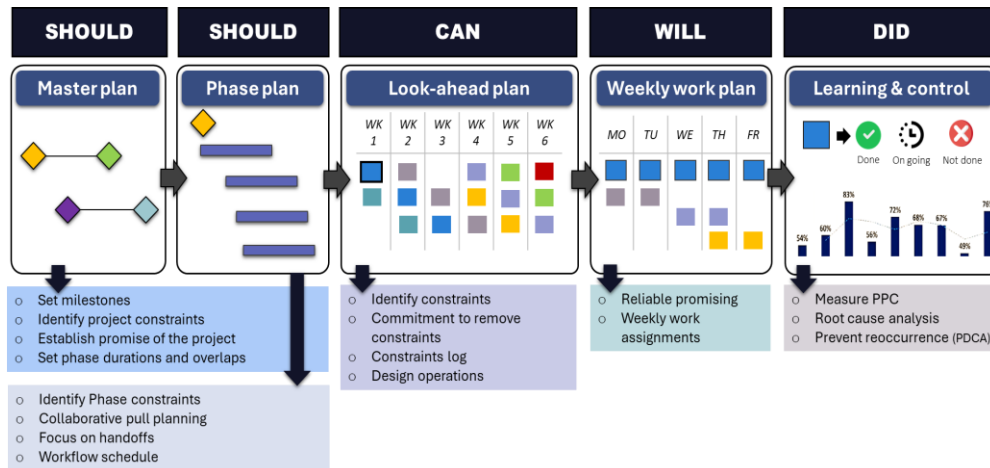 SHOULD
SHOULD
CAN
WILL
DID
Master plan
Phase plan
Look-ahead plan
Weekly work plan
Learning & control
WK 1
WK 2
WK 3
WK 4
WK 5
WK 6
MO
TU
WE
TH
FR
Done
On going
Not done
54%
60%
83%
56%
72%
68%
67%
49%
76%
Set milestones
Identify project constraints
Establish promise of the project
Set phase durations and overlaps
Identify Phase constraints
Collaborative pull planning
Focus on handoffs
Workflow schedule
Identify constraints
Commitment to remove
constraints
Constraints log
Design operations
Reliable promising
Weekly work
assignments
Measure PPC
Root cause analysis
Prevent reoccurrence (PDCA)